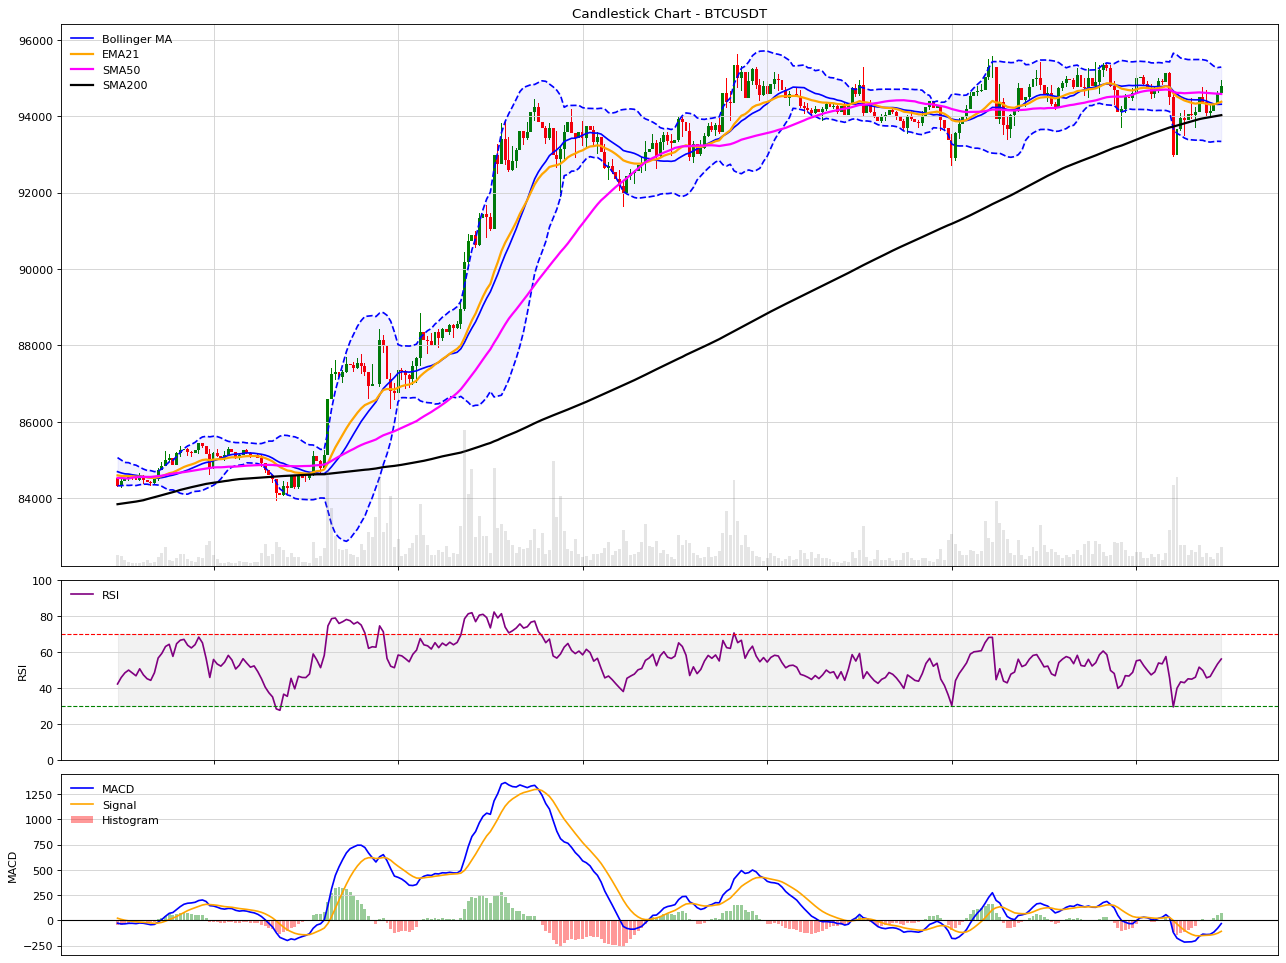 Candlestick Chart - BTCUSDT
Bollinger MA
EMA21
SMA50
SMA200
96000
94000
92000
90000
88000
86000
84000
RSI
100
80
60
40
20
0
RSI
MACD
Signal
Histogram
1250
1000
750
500
250
0
−250
MACD